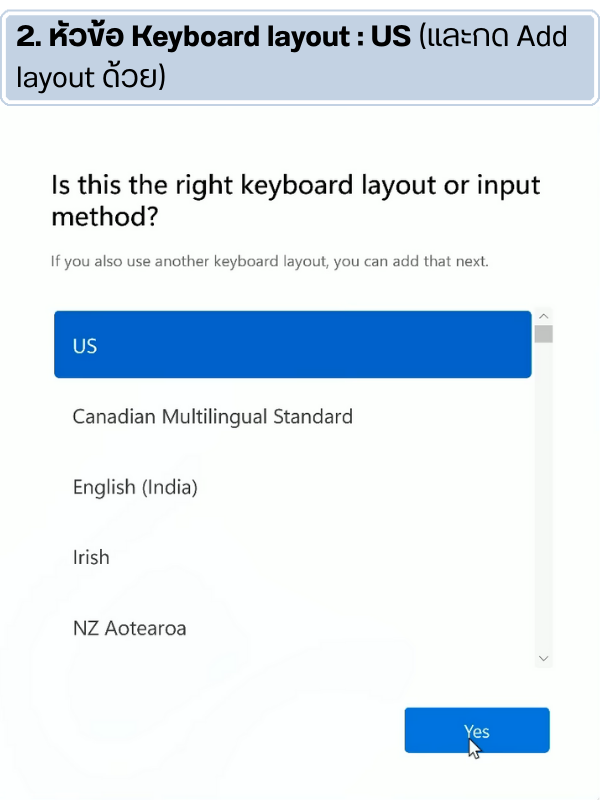 2. หัวข้อ Keyboard layout : US (และกด Add
layout ด้วย)
Is this the right keyboard layout or input
method?
If you also use another keyboard layout, you can add that next.
US
Canadian Multilingual Standard
English (India)
Irish
NZ Aotearoa
Yes